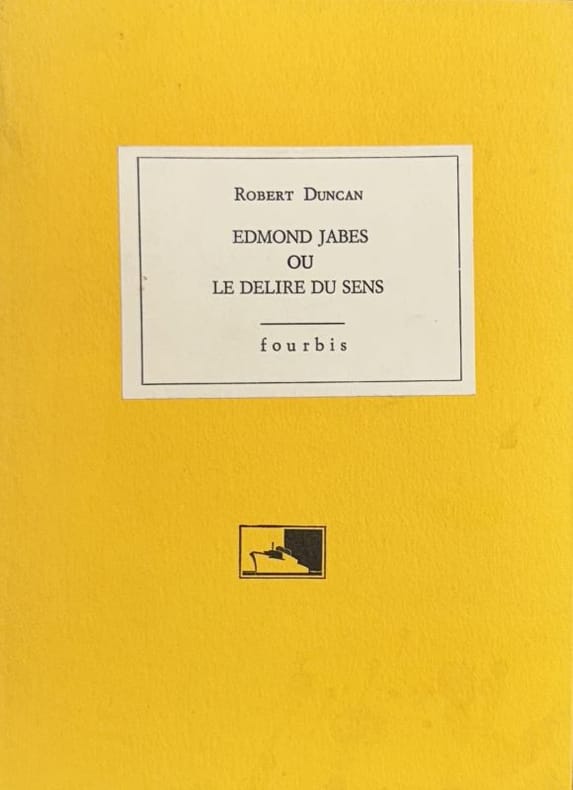 ROBERT DUNCAN
EDMOND JABES
OU
LE DELIRE DU SENS
fourbis